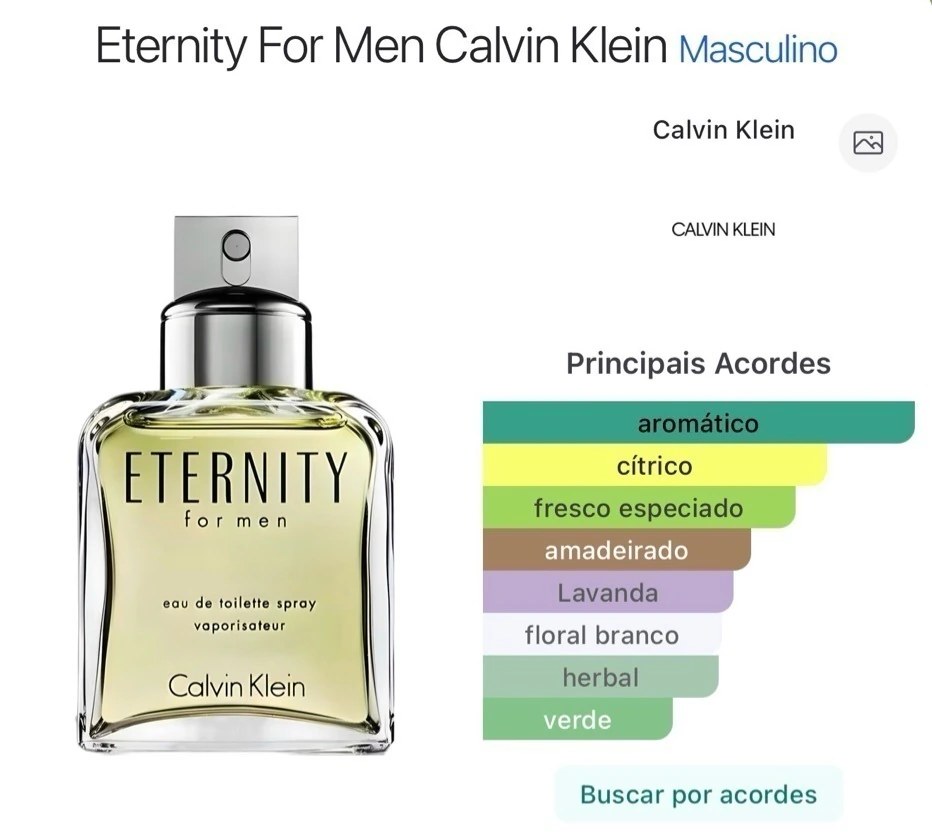 Eternity For Men Calvin Klein Masculino
Calvin Klein
CALVIN KLEIN
ETERNITY
for men
eau de toilette spray
vaporisateur
Calvin Klein
Principais Acordes
aromático
cítrico
fresco especiado
amadeirado
Lavanda
floral branco
herbal
verde
Buscar por acordes